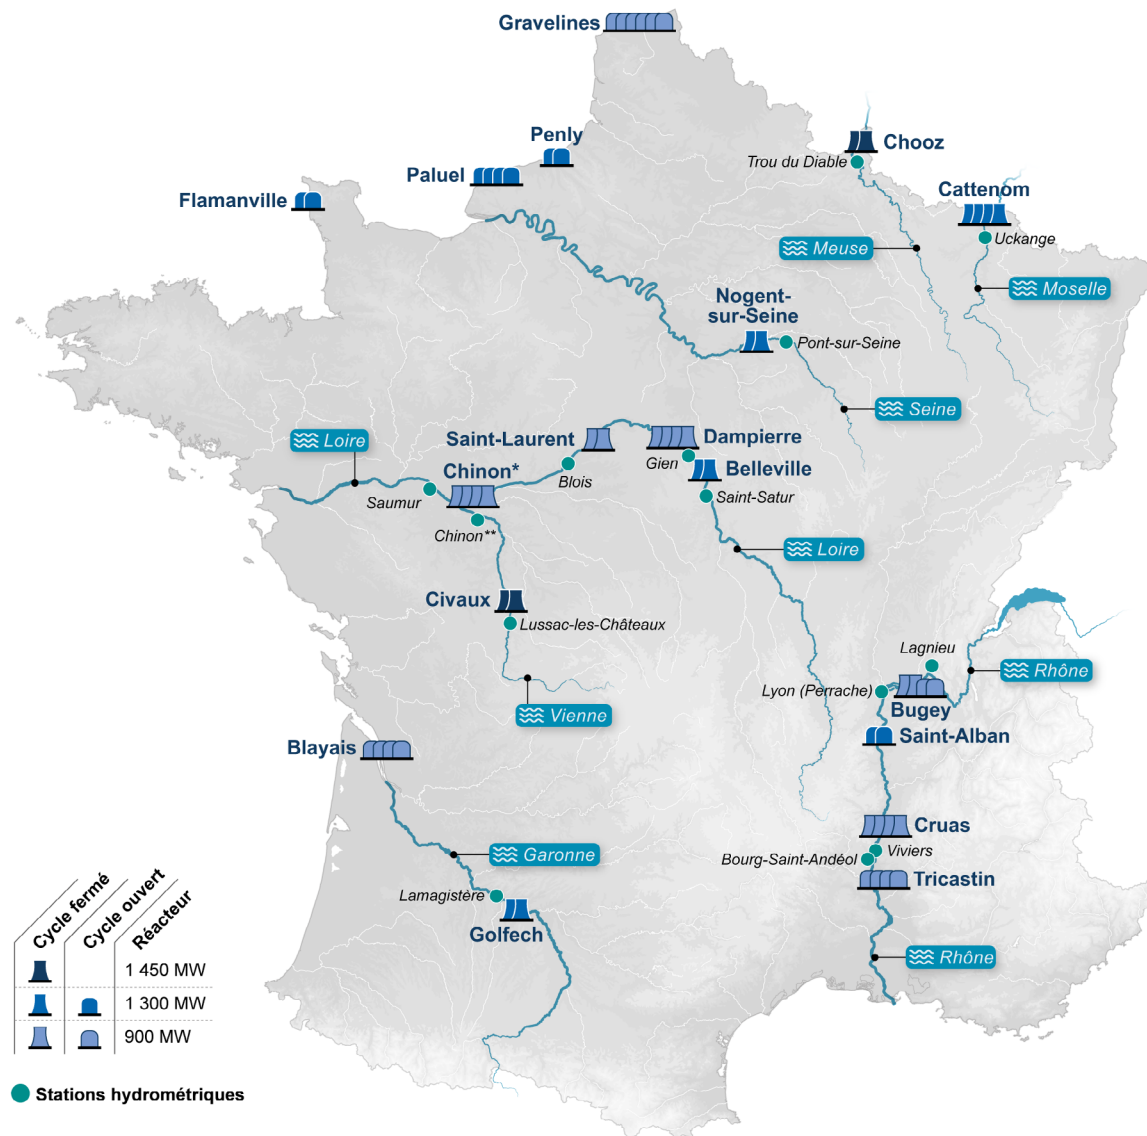 Gravelines
Penly
Chooz
Trou du Diable
Paluel
Cattenom
Flamanville
Uckange
Meuse
Moselle
Nogent-
sur-Seine
Pont-sur-Seine
Seine
Loire
Saint-Laurent
Dampierre
Gien
Belleville
Chinon*
Blois
Saumur
Saint-Satur
Chinon**
Loire
Civaux
Lussac-les-Châteaux
Lagnieu
Rhône
Lyon (Perrache)
Vienne
Bugey
Saint-Alban
Blayais
Cruas
Garonne
Viviers
Bourg-Saint-Andéol
Tricastin
Lamagistère
Golfech
Rhône
Cycle fermé
Cycle ouvert
Réacteur
1 450 MW
1 300 MW
900 MW
Stations hydrométriques